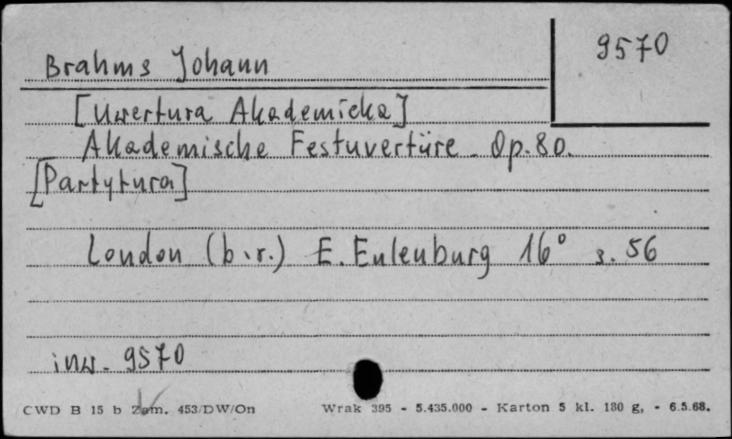 9570
Brahms Johann
[Uwertura Akademicka]
Akademische Festuvertüre. Op. 80.
[Partytura]
London (b.r.) E. Eulenburg 16° s. 56
inw. 9570
CWD B 15 b Zam. 453/DW/On Wrak 395 - 5.435.000 - Karton 5 kl. 180 g, - 6.5.68.